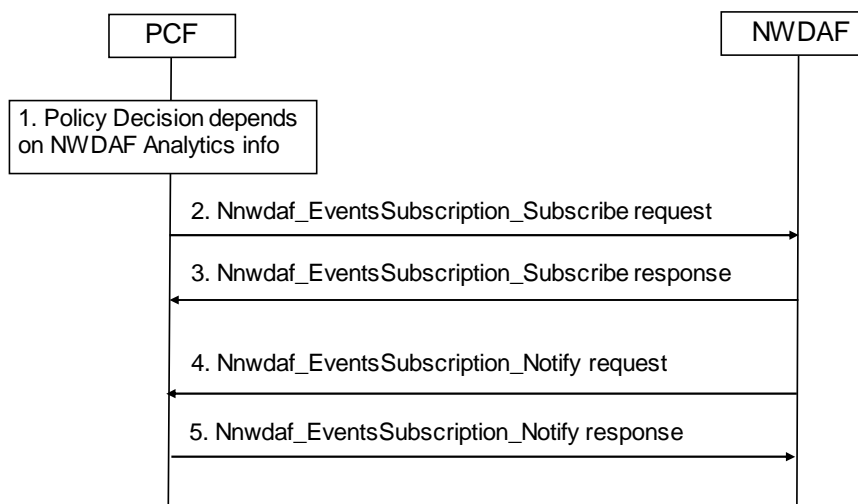 PCF
NWDAF
1. Policy Decision depends
on NWDAF Analytics info
2. Nnwdaf_EventsSubscription_Subscribe request
3. Nnwdaf_EventsSubscription_Subscribe response
4. Nnwdaf_EventsSubscription_Notify request
5. Nnwdaf_EventsSubscription_Notify response